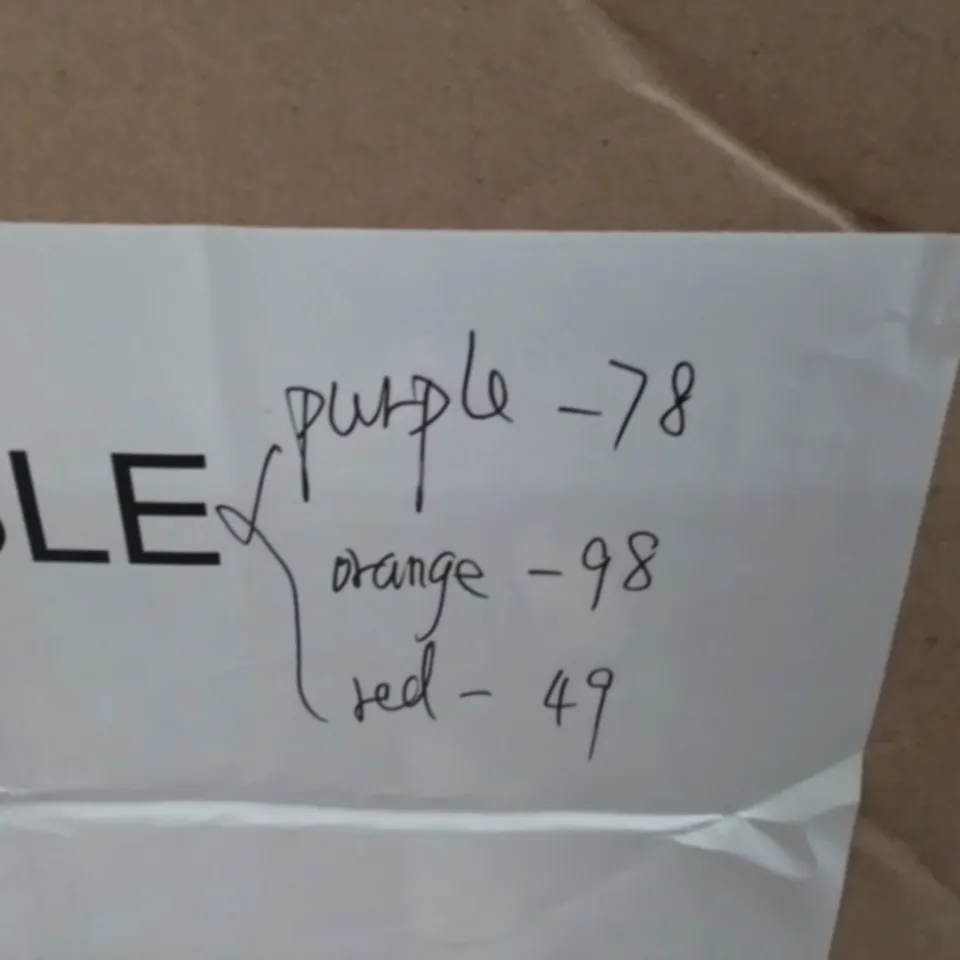 purple - 78
LE
orange - 98
red - 49